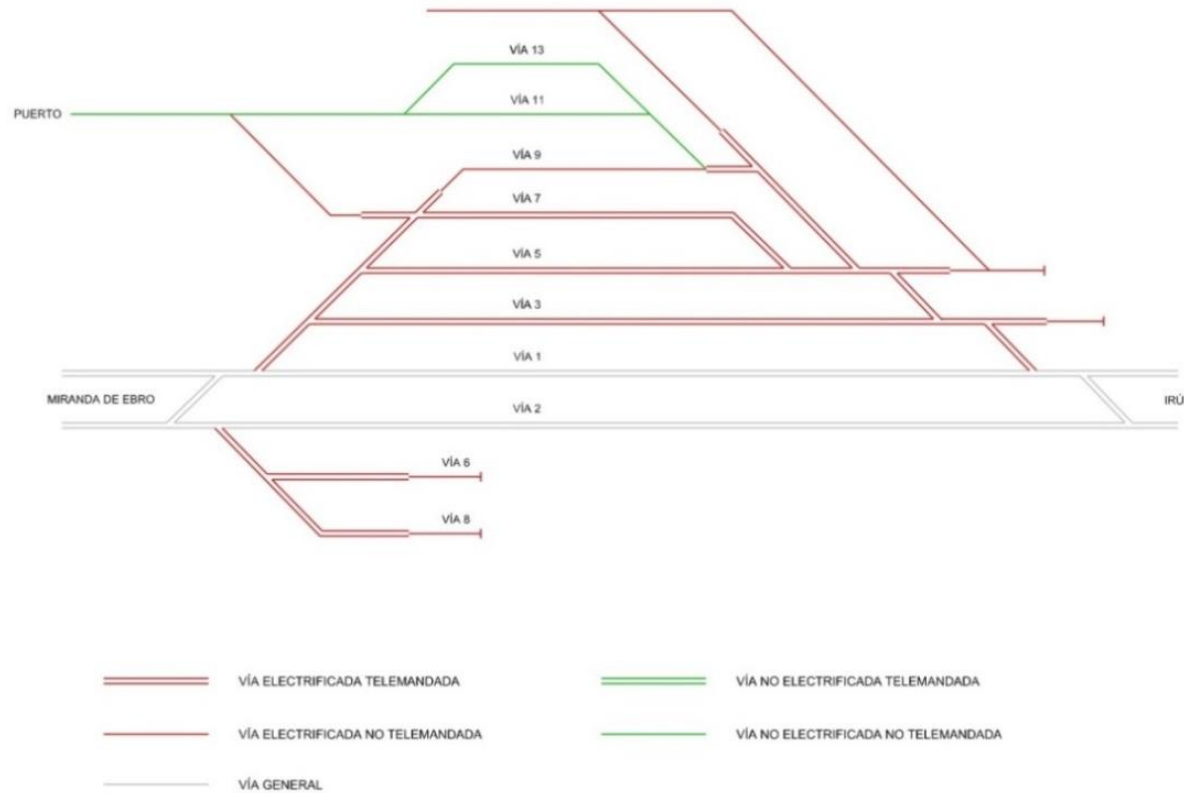 VÍA 13
PUERTO
VÍA 11
VÍA 9
VÍA 7
VÍA 5
VÍA 3
VÍA 1
MIRANDA DE EBRO
IRÚ
VÍA 2
VÍA 6
VÍA 8
VÍA ELECTRIFICADA TELEMANDADA
VÍA NO ELECTRIFICADA TELEMANDADA
VÍA ELECTRIFICADA NO TELEMANDADA
VÍA NO ELECTRIFICADA NO TELEMANDADA
VÍA GENERAL